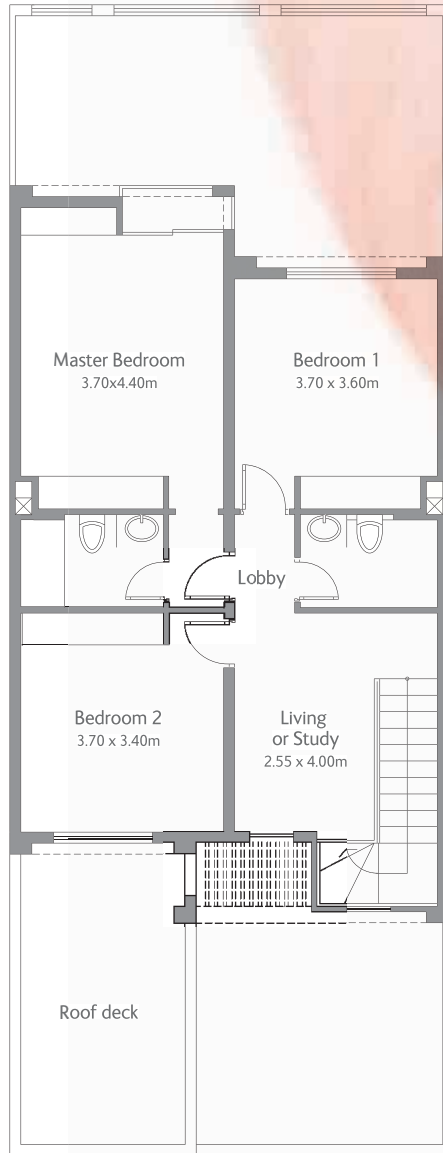 Master Bedroom
3.70x4.40m
Bedroom 1
3.70 x 3.60m
Lobby
Bedroom 2
3.70 x 3.40m
Living
or Study
2.55 x 4.00m
Roof deck